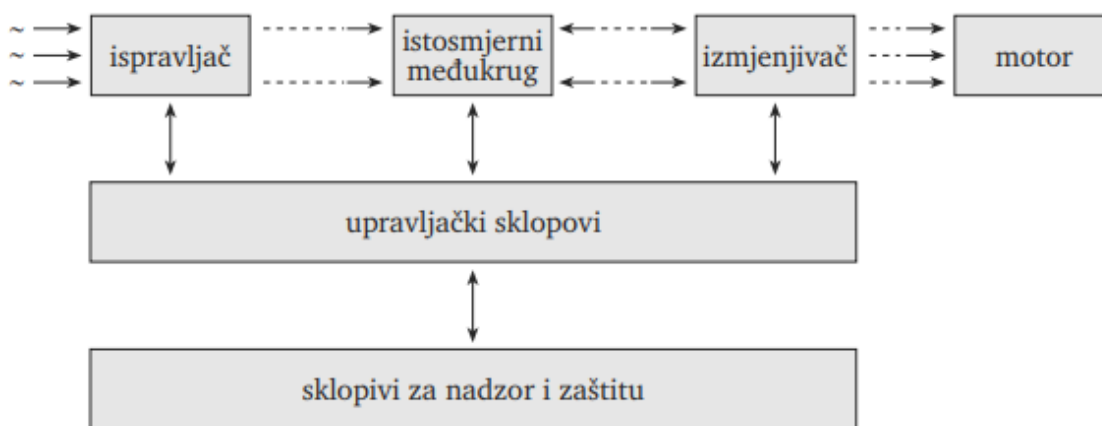 ~
~
~
ispravljač
istosmjerni
međukrug
izmjenjivač
motor
upravljački sklopovi
sklopivi za nadzor i zaštitu